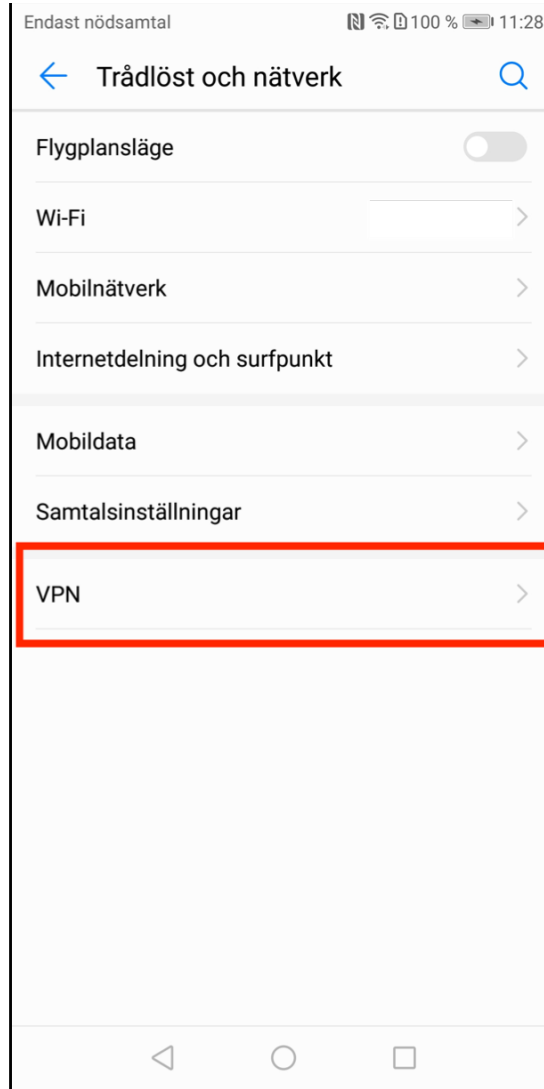 Endast nödsamtal 100 % 11:28
Trådlöst och nätverk
Flygplansläge
Wi-Fi
Mobilnätverk
Internetdelning och surfpunkt
Mobildata
Samtalsinställningar
VPN